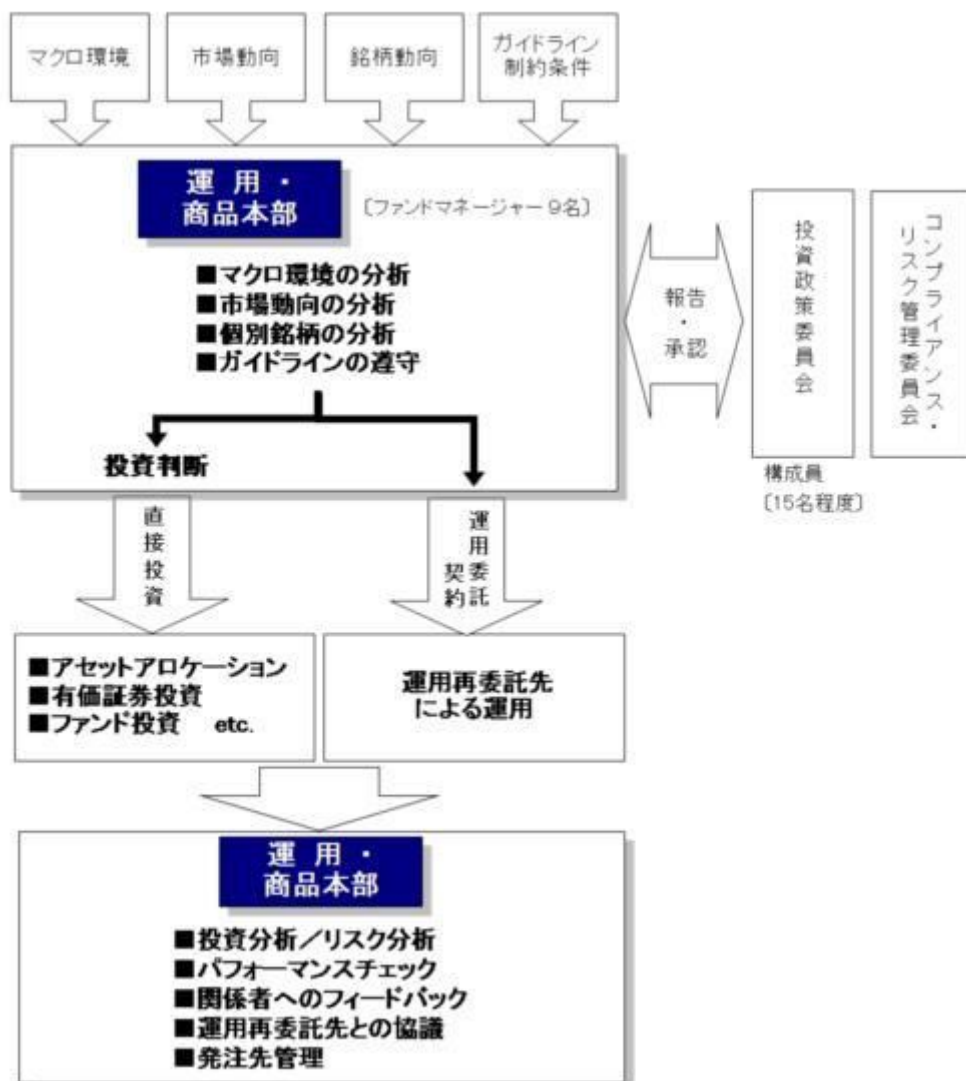 マクロ環境
市場動向
銘柄動向
ガイドライン
制約条件
運用・
商品本部
〔ファンドマネージャー9名〕
■マクロ環境の分析
■市場動向の分析
■個別銘柄の分析
■ガイドラインの遵守
投資判断
報告・承認
投資政策委員会
コンプライアンス・
リスク管理委員会
構成員
〔15名程度〕
直接投資
運用委託
契約
■アセットアロケーション
■有価証券投資
■ファンド投資 etc.
運用再委託先
による運用
運用・
商品本部
■投資分析／リスク分析
■パフォーマンスチェック
■関係者へのフィードバック
■運用再委託先との協議
■発注先管理